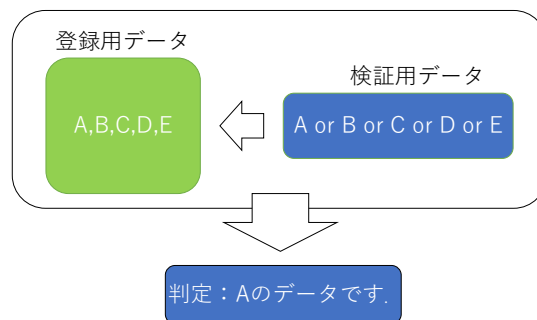 登録用データ
検証用データ
A,B,C,D,E
A or B or C or D or E
判定：Aのデータです.